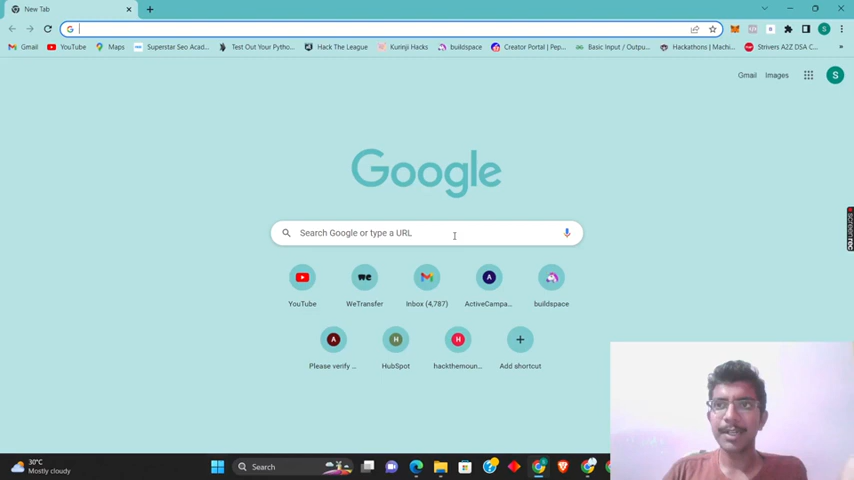 New Tab
Gmail YouTube Maps Superstar Seo Acad... Test Out Your Pytho... Hack The League Kurinji Hacks buildspace Creator Portal | Pep... Basic Input / Outpu... Hackathons | Machi... Strivers A2Z DSA C...
Gmail Images
S
Google
Search Google or type a URL
YouTube WeTransfer Inbox (4,787) ActiveCampa... buildspace
A H H
Please verify ... HubSpot hackthemoun... Add shortcut
screen rec
30°C
Mostly cloudy
Search